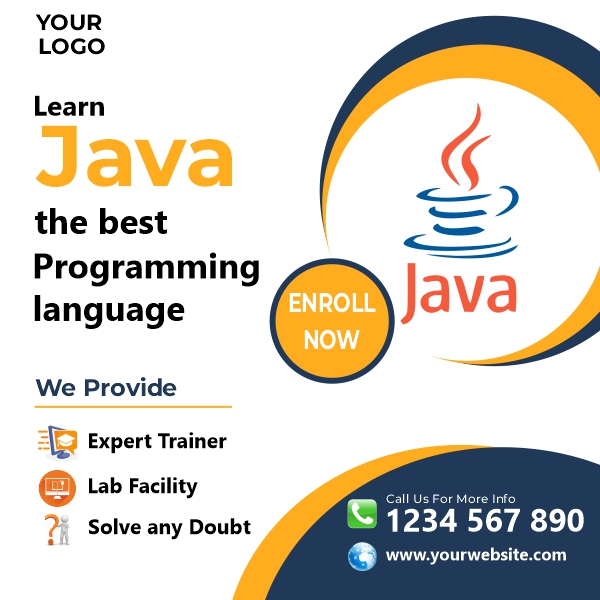 YOUR
LOGO
Learn
Java
the best
Programming
language
Java
ENROLL
NOW
We Provide
Expert Trainer
Lab Facility
Solve any Doubt
Call Us For More Info
1234 567 890
www.yourwebsite.com